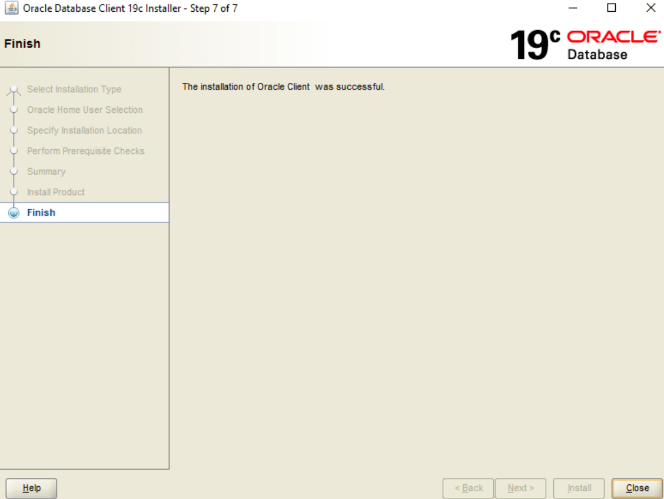 Oracle Database Client 19c Installer - Step 7 of 7
Finish
19c ORACLE
Database
Select Installation Type
Oracle Home User Selection
Specify Installation Location
Perform Prerequisite Checks
Summary
Install Product
Finish
The installation of Oracle Client  was successful.
Help
< Back
Next >
Install
Close